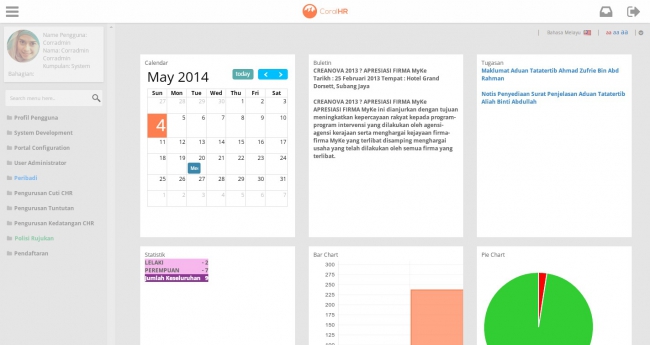 CoralHR
Name Pengguna:
Corradmin
Nama: Corradmin
Corradmin
Kumpulan: System
Bahagian:
Bahasa Melayu
Search menu item..
Profil Pengguna
System Development
Portal Configuration
User Administrator
Peribadi
Pengurusan Cuti CHR
Pengurusan Tuntutan
Pengurusan Kedatangan CHR
Polisi Rujukan
Pendaftaran
Calendar
May 2014
today
Sun Mon Tue Wed Thu Fri Sat
27 28 29 30 1 2 3
4 5 6 7 8 9 10
11 12 13 14 15 16 17
18 19 20 21 22 23 24
Me
25 26 27 28 29 30 31
1 2 3 4 5 6 7
Buletin
CREANOVA 2013 ? APRESIASI FIRMA MyKe
Tarikh : 25 Februari 2013 Tempat : Hotel Grand
Dorsett, Subang Jaya
CREANOVA 2013 ? APRESIASI FIRMA MyKe
APRESIASI FIRMA MyKe ini dianjurkan dengan tujuan
meningkatkan kepercayaan rakyat kepada program-
program intervensi yang dilakukan oleh agensi-
agensi kerajaan serta menghargai kejayaan firma-
firma MyKe yang terlibat disamping menghargai
usaha yang telah dilakukan oleh semua firma yang
terlibat.
Tugasan
Maklumat Aduan Tatatertib Ahmad Zufrie Bin Abd
Rahman
Notis Penyediaan Surat Penjelasan Aduan Tatatertib
Aliah Binti Abdullah
Statistik
LELAKI - 2
PEREMPUAN - 7
Jumlah Keseluruhan 9
Bar Chart
300
275
250
225
200
175
150
125
100
Pie Chart